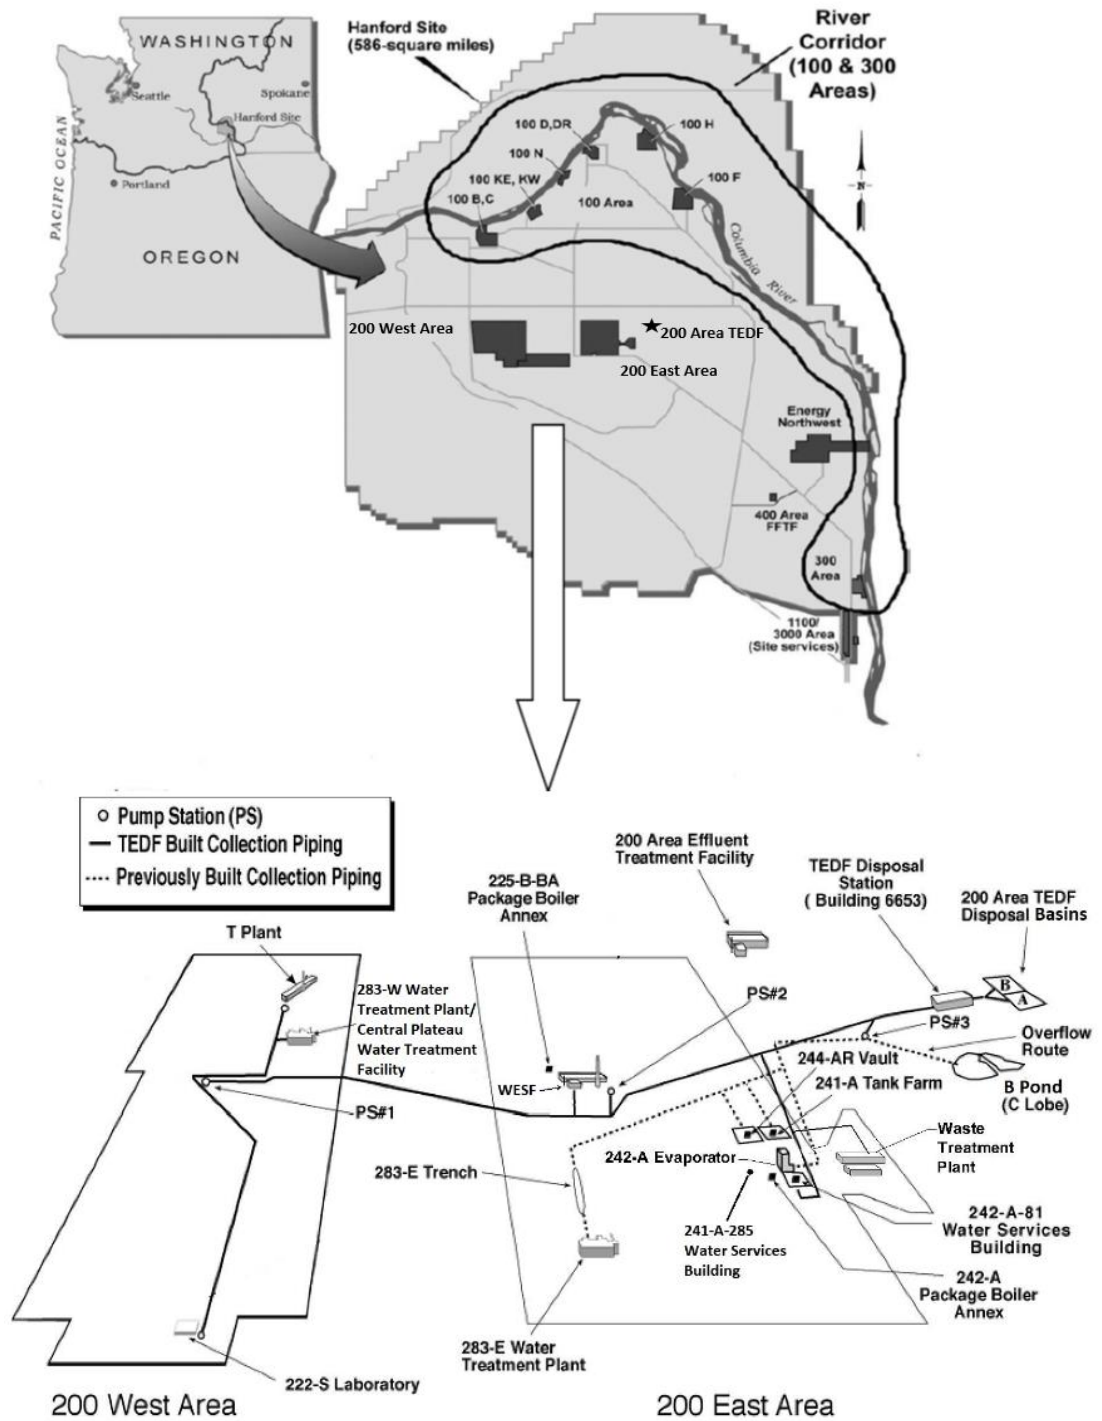 WASHINGTON
Seattle
Spokane
Hanford Site
PACIFIC OCEAN
Portland
OREGON
Hanford Site
(586-square miles)
River
Corridor
(100 & 300
Areas)
100 D,DR
100 H
100 N
100 KE, KW
100 F
100 B,C
100 Area
N
Columbia River
200 West Area
200 Area TEDF
200 East Area
Energy
Northwest
400 Area
FFTF
300
Area
1100/
3000 Area
(Site services)
Pump Station (PS)
TEDF Built Collection Piping
Previously Built Collection Piping
T Plant
283-W Water
Treatment Plant/
Central Plateau
Water Treatment
Facility
PS#1
222-S Laboratory
200 West Area
225-B-BA
Package Boiler
Annex
200 Area Effluent
Treatment Facility
TEDF Disposal
Station
( Building 6653)
200 Area TEDF
Disposal Basins
B
A
PS#2
PS#3
Overflow
Route
244-AR Vault
241-A Tank Farm
B Pond
(C Lobe)
WESF
Waste
Treatment
Plant
242-A Evaporator
283-E Trench
241-A-285
Water Services
Building
242-A-81
Water Services
Building
242-A
Package Boiler
Annex
283-E Water
Treatment Plant
200 East Area